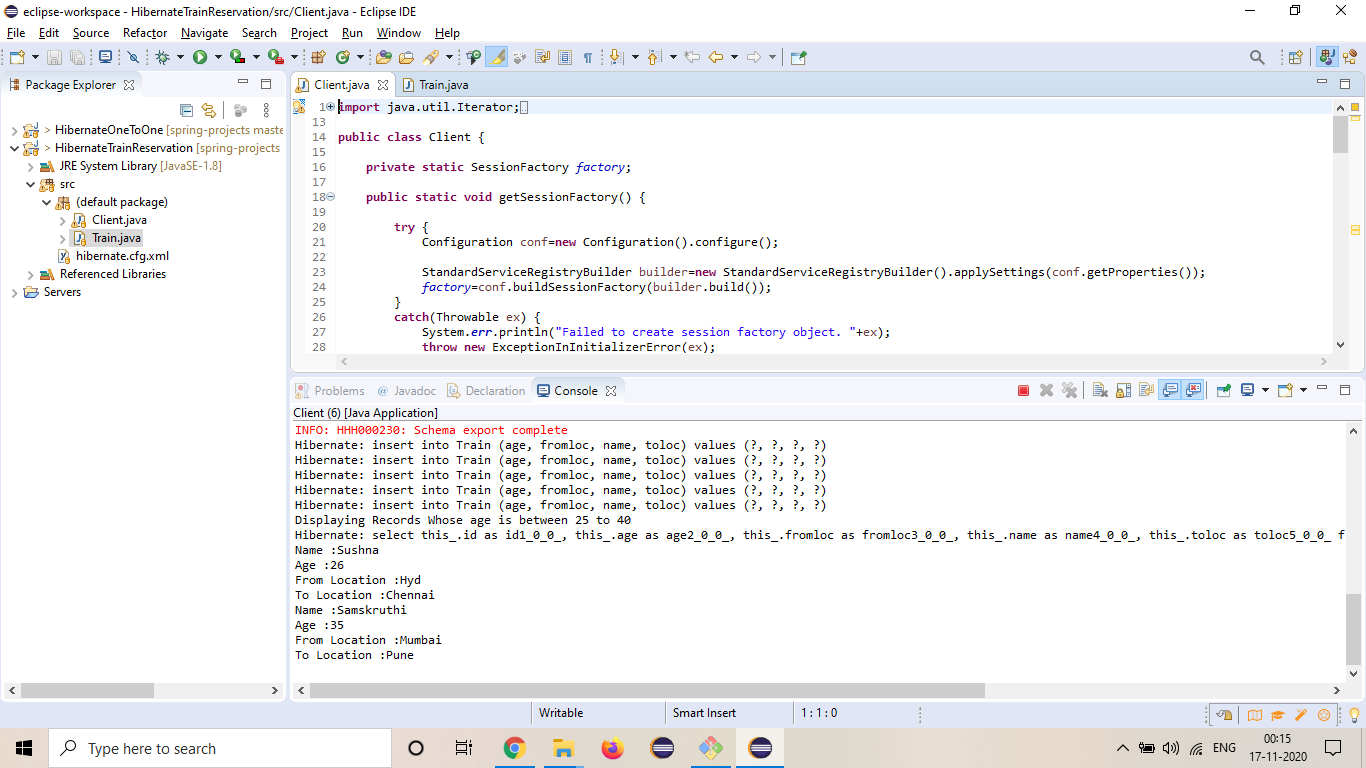 eclipse-workspace - HibernateTrainReservation/src/Client.java - Eclipse IDE
File Edit Source Refactor Navigate Search Project Run Window Help
Package Explorer
Client.java Train.java
> HibernateOneToOne [spring-projects maste
> HibernateTrainReservation [spring-projects
JRE System Library [JavaSE-1.8]
src
(default package)
Client.java
Train.java
hibernate.cfg.xml
Referenced Libraries
Servers
1 import java.util.Iterator;
13
14 public class Client {
15
16 private static SessionFactory factory;
17
18 public static void getSessionFactory() {
19
20 try {
21 Configuration conf=new Configuration().configure();
22
23 StandardServiceRegistryBuilder builder=new StandardServiceRegistryBuilder().applySettings(conf.getProperties());
24 factory=conf.buildSessionFactory(builder.build());
25 }
26 catch(Throwable ex) {
27 System.err.println("Failed to create session factory object. "+ex);
28 throw new ExceptionInInitializerError(ex);
Problems @ Javadoc Declaration Console
Client (6) [Java Application]
INFO: HHH000230: Schema export complete
Hibernate: insert into Train (age, fromloc, name, toloc) values (?, ?, ?, ?)
Hibernate: insert into Train (age, fromloc, name, toloc) values (?, ?, ?, ?)
Hibernate: insert into Train (age, fromloc, name, toloc) values (?, ?, ?, ?)
Hibernate: insert into Train (age, fromloc, name, toloc) values (?, ?, ?, ?)
Hibernate: insert into Train (age, fromloc, name, toloc) values (?, ?, ?, ?)
Displaying Records Whose age is between 25 to 40
Hibernate: select this_.id as id1_0_0_, this_.age as age2_0_0_, this_.fromloc as fromloc3_0_0_, this_.name as name4_0_0_, this_.toloc as toloc5_0_0_ f
Name :Sushna
Age :26
From Location :Hyd
To Location :Chennai
Name :Samskruthi
Age :35
From Location :Mumbai
To Location :Pune
Writable Smart Insert 1 : 1 : 0
Type here to search
ENG
00:15
17-11-2020